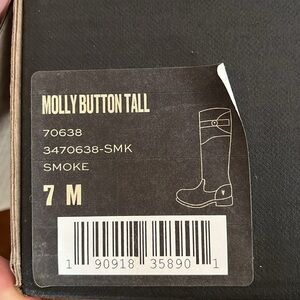 MOLLY BUTTON TALL
70638
3470638-SMK
SMOKE
7 M
1 90918 35890 1